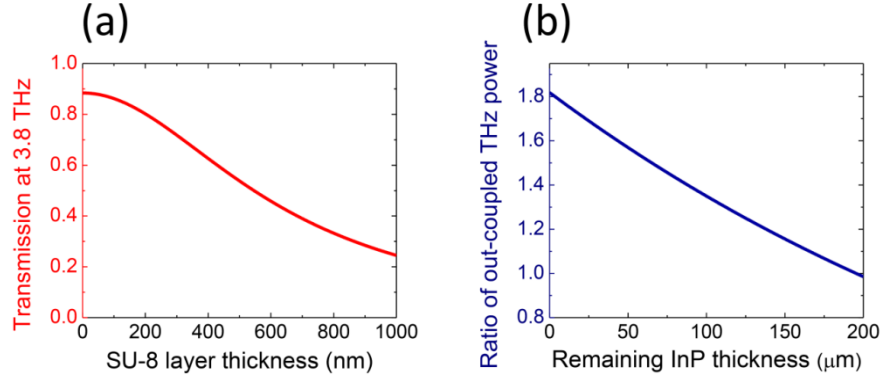 (a)
Transmission at 3.8 THz
1.0
0.8
0.6
0.4
0.2
0.0
0 200 400 600 800 1000
SU-8 layer thickness (nm)
(b)
Ratio of out-coupled THz power
1.8
1.6
1.4
1.2
1.0
0.8
0 50 100 150 200
Remaining InP thickness (μm)